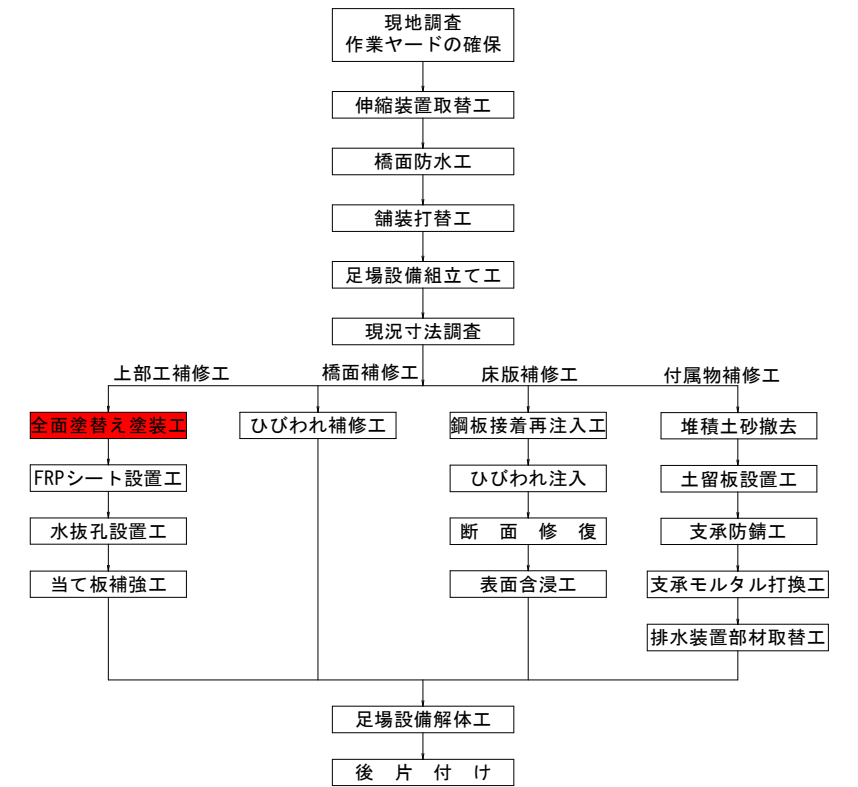 現地調査
作業ヤードの確保
伸縮装置取替工
橋面防水工
舗装打替工
足場設備組立て工
現況寸法調査
上部工補修工
橋面補修工
床版補修工
付属物補修工
全面塗替え塗装工
ひびわれ補修工
鋼板接着再注入工
堆積土砂撤去
FRPシート設置工
ひびわれ注入
土留板設置工
水抜孔設置工
断 面 修 復
支承防錆工
当て板補強工
表面含浸工
支承モルタル打換工
排水装置部材取替工
足場設備解体工
後 片 付 け